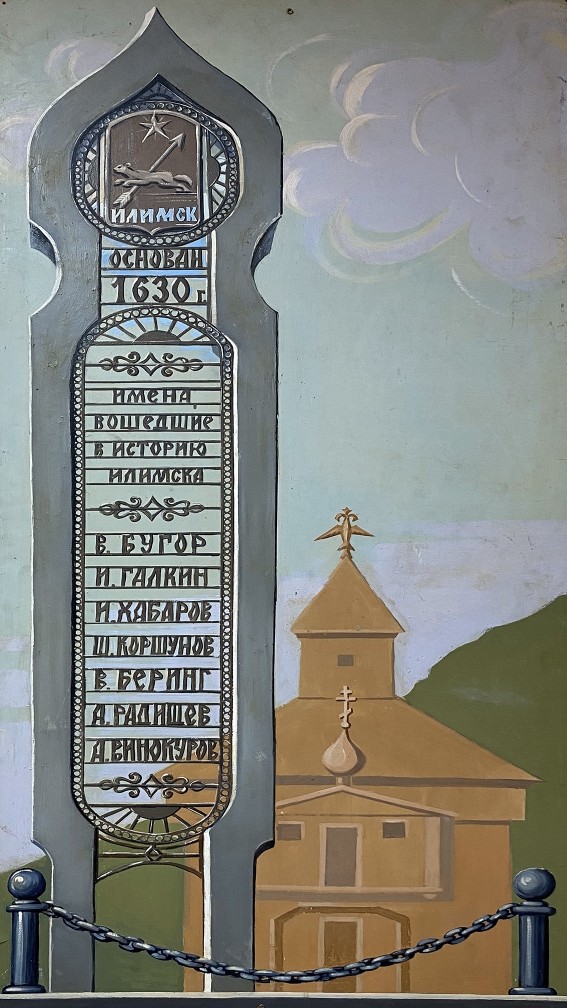 ИЛИМСК
ОСНОВАН
1630 г.
ИМЕНА,
ВОШЕДШИЕ
В ИСТОРИЮ
ИЛИМСКА
В. БУГОР
И. ГАЛКИН
И. ХАБАРОВ
Ш. КОРШУНОВ
В. БЕРИНГ
А. РАДИЩЕВ
Д. ВИНОКУРОВ